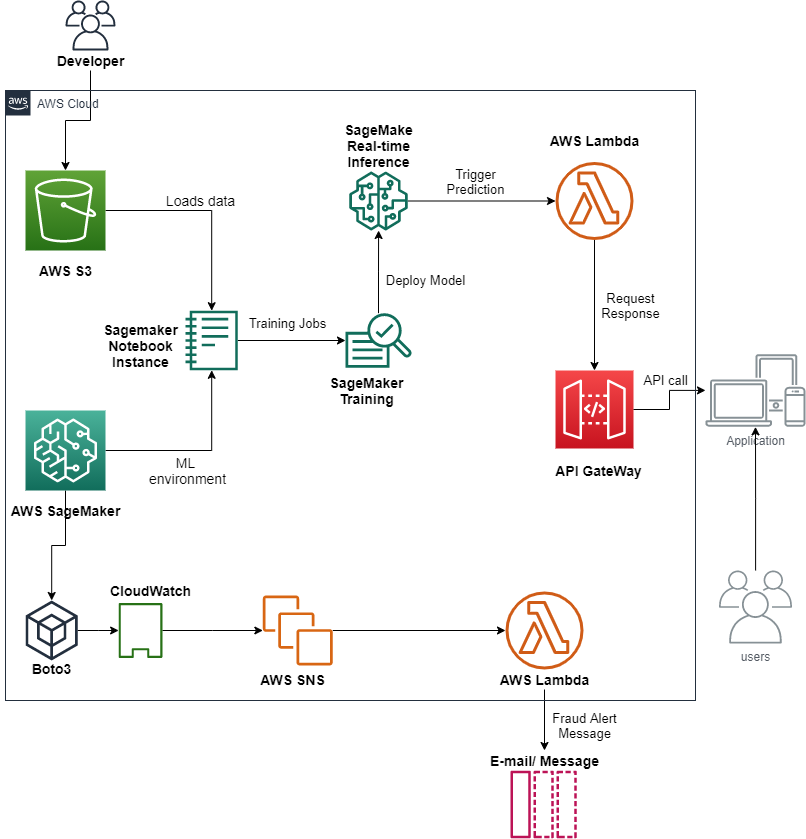 Developer
aws
AWS Cloud
SageMake
Real-time
Inference
AWS Lambda
Trigger
Prediction
Loads data
AWS S3
Deploy Model
Request
Response
Sagemaker
Notebook
Instance
Training Jobs
SageMaker
Training
API call
Application
API GateWay
ML
environment
AWS SageMaker
CloudWatch
Boto3
AWS SNS
AWS Lambda
users
Fraud Alert
Message
E-mail/ Message